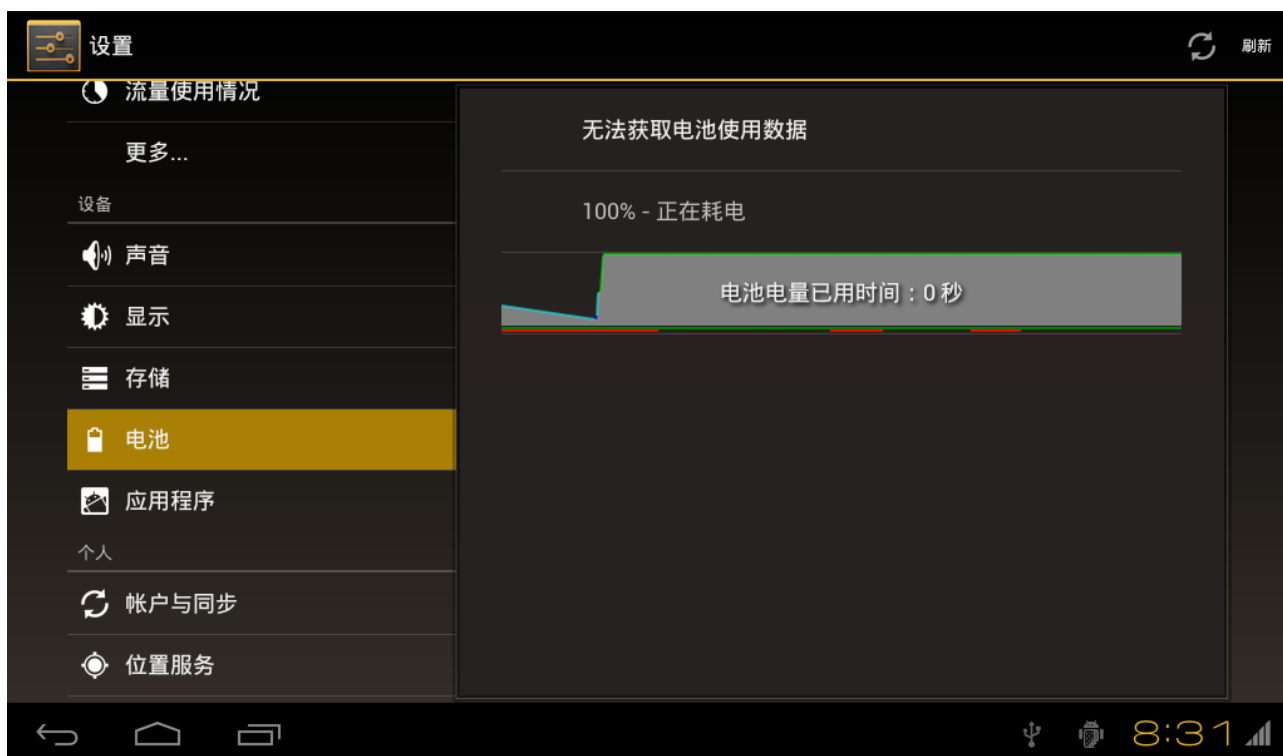 设置
刷新
流量使用情况
更多...
设备
声音
显示
存储
电池
应用程序
个人
帐户与同步
位置服务
无法获取电池使用数据
100% - 正在耗电
电池电量已用时间：0 秒
8:31